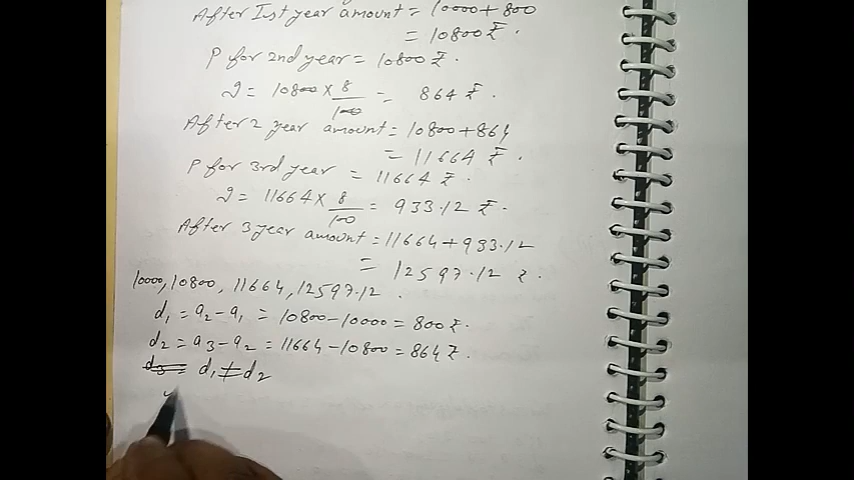 After Ist year amount = 10000 + 800
= 10800 ₹.
P for 2nd year = 10800 ₹.
I = 10800 × 8/100 = 864 ₹.
After 2 year amount = 10800 + 864
= 11664 ₹.
P for 3rd year = 11664 ₹.
I = 11664 × 8/100 = 933.12 ₹.
After 3 year amount = 11664 + 933.12
= 12597.12 ₹.
10000, 10800, 11664, 12597.12.
d1 = a2 - a1 = 10800 - 10000 = 800 ₹.
d2 = a3 - a2 = 11664 - 10800 = 864 ₹.
d3 = d1 ≠ d2